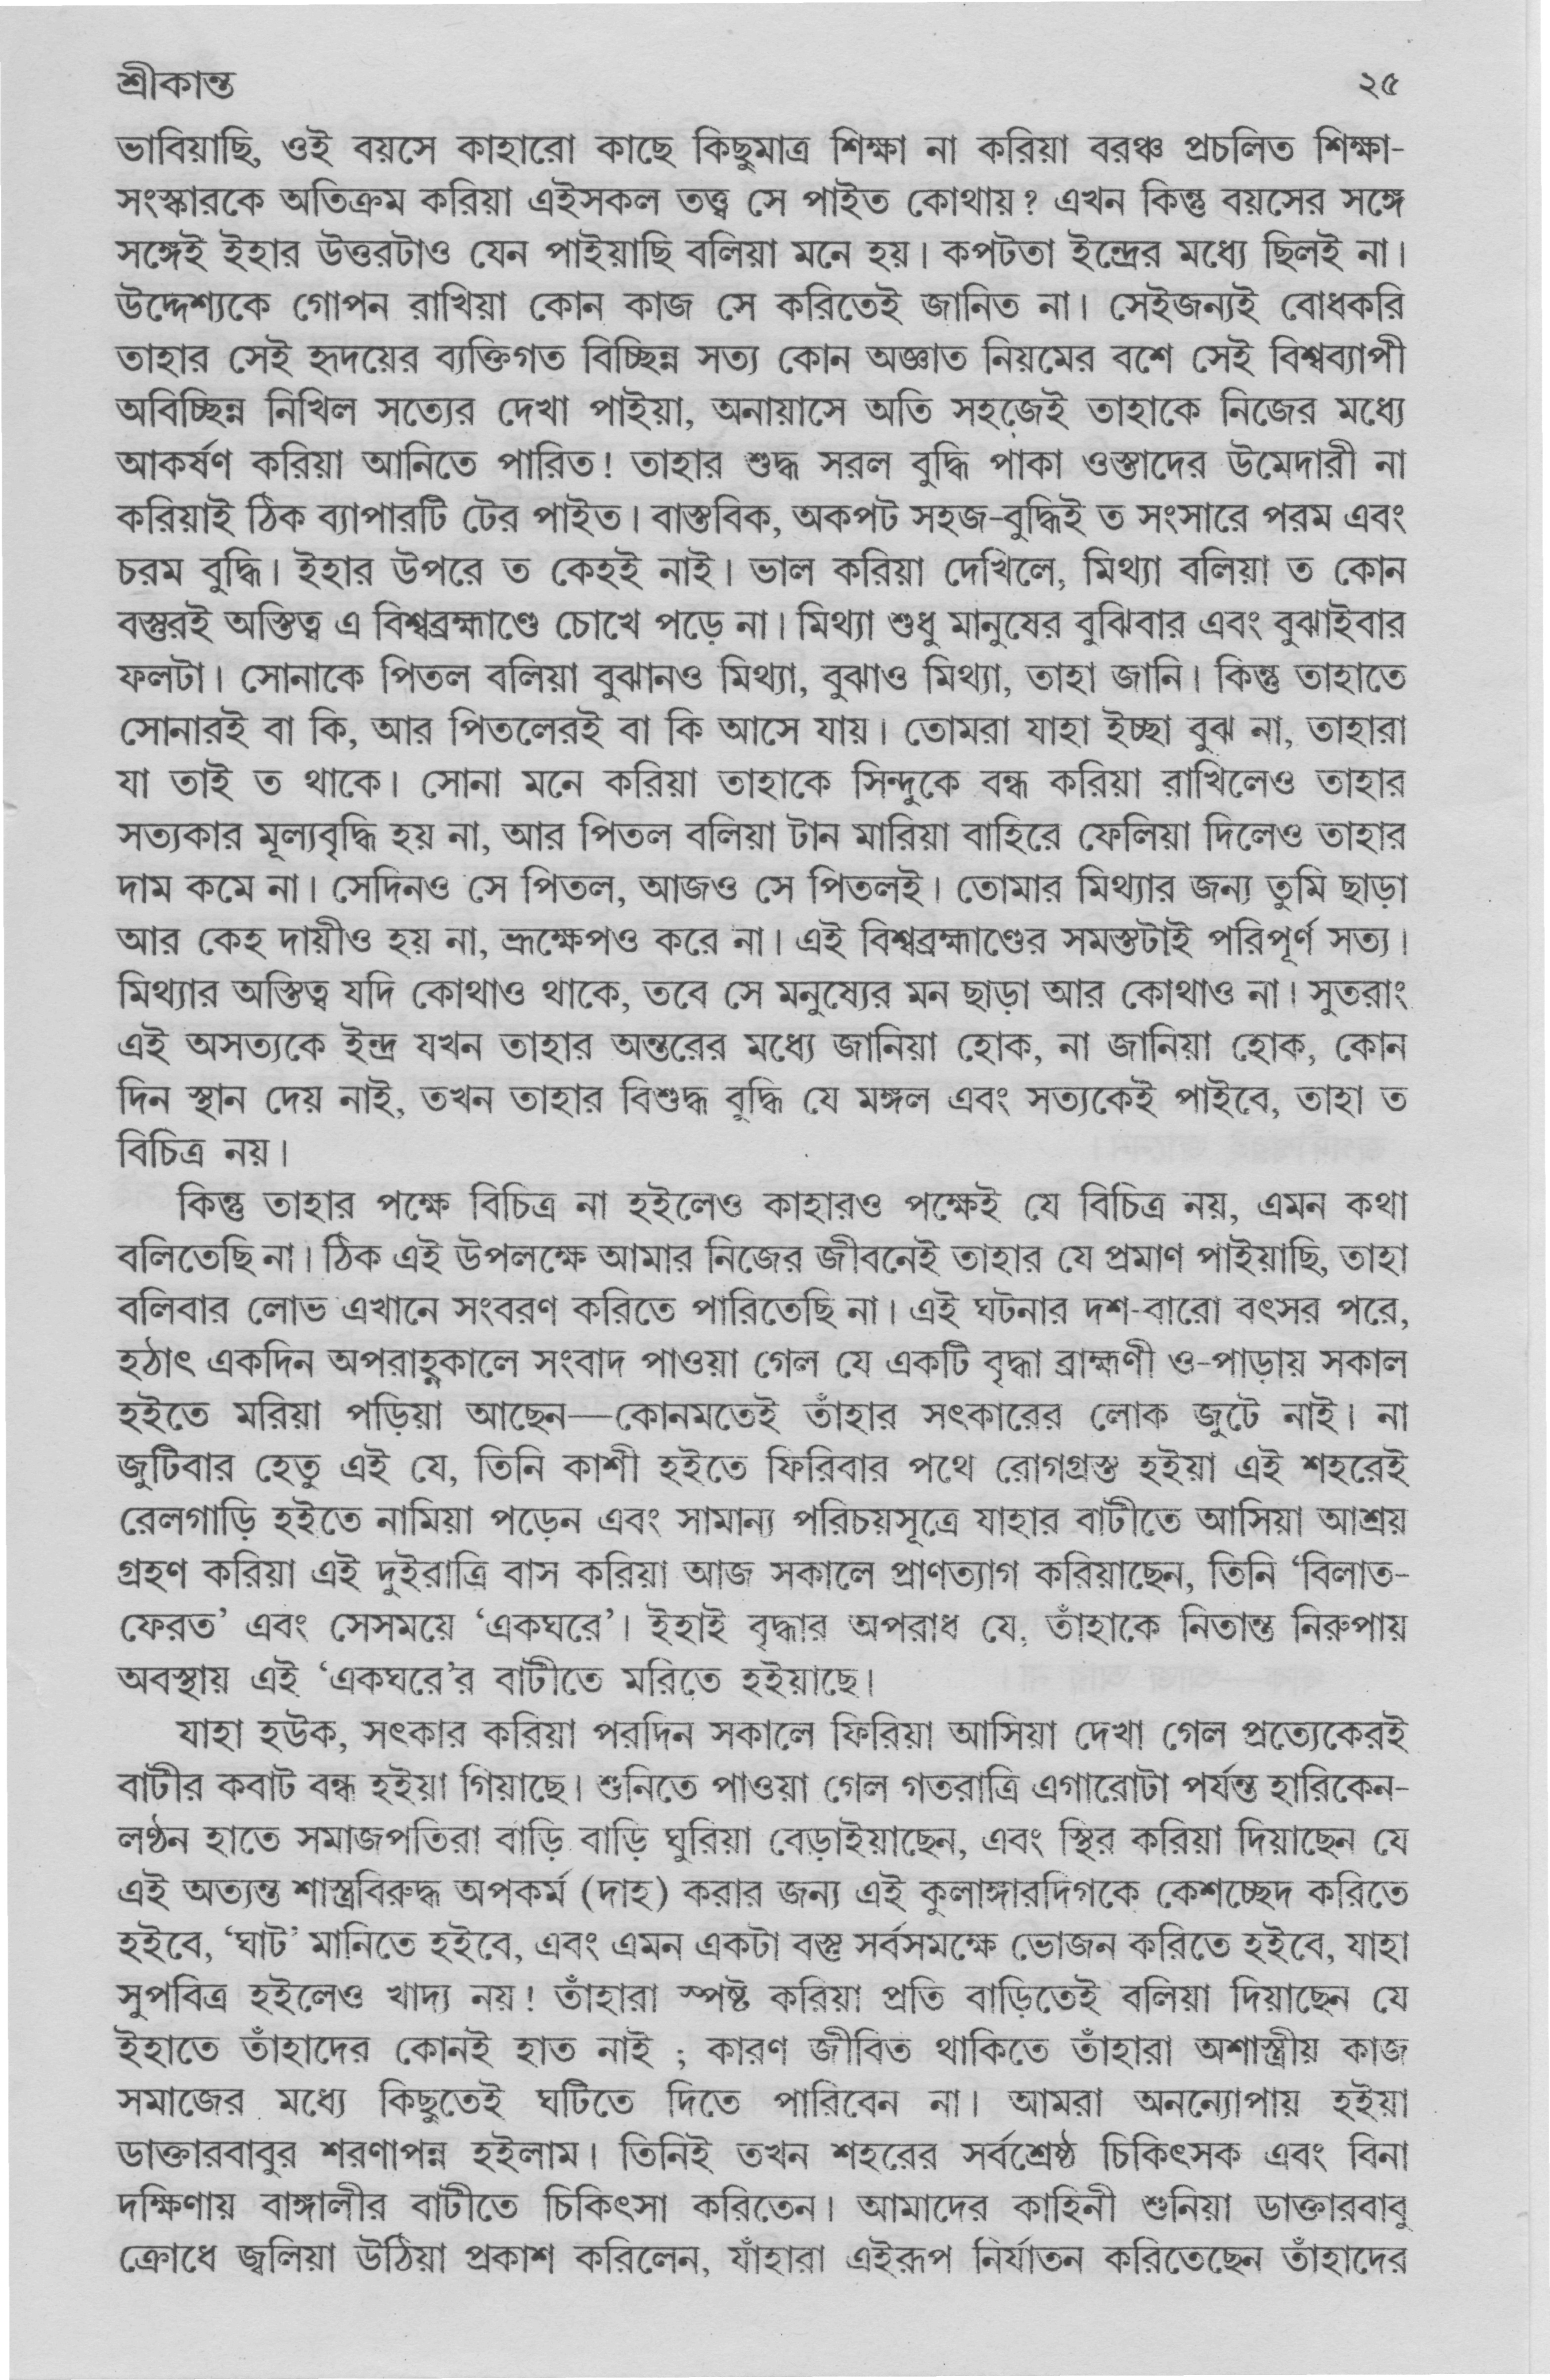 শ্রীকান্ত ২৫
ভাবিয়াছি, ওই বয়সে কাহারো কাছে কিছুমাত্র শিক্ষা না করিয়া বরঞ্চ প্রচলিত শিক্ষা-
সংস্কারকে অতিক্রম করিয়া এইসকল তত্ত্ব সে পাইত কোথায়? এখন কিন্তু বয়সের সঙ্গে
সঙ্গেই ইহার উত্তরটাও যেন পাইয়াছি বলিয়া মনে হয়। কপটতা ইন্দ্রের মধ্যে ছিলই না।
উদ্দেশ্যকে গোপন রাখিয়া কোন কাজ সে করিতেই জানিত না। সেইজন্যই বোধকরি
তাহার সেই হৃদয়ের ব্যক্তিগত বিচ্ছিন্ন সত্য কোন অজ্ঞাত নিয়মের বশে সেই বিশ্বব্যাপী
অবিচ্ছিন্ন নিখিল সত্যের দেখা পাইয়া, অনায়াসে অতি সহজেই তাহাকে নিজের মধ্যে
আকর্ষণ করিয়া আনিতে পারিত! তাহার শুদ্ধ সরল বুদ্ধি পাকা ওস্তাদের উমেদারী না
করিয়াই ঠিক ব্যাপারটি টের পাইত। বাস্তবিক, অকপট সহজ-বুদ্ধিই ত সংসারে পরম এবং
চরম বুদ্ধি। ইহার উপরে ত কেহই নাই। ভাল করিয়া দেখিলে, মিথ্যা বলিয়া ত কোন
বস্তুরই অস্তিত্ব এ বিশ্বব্রহ্মাণ্ডে চোখে পড়ে না। মিথ্যা শুধু মানুষের বুঝিবার এবং বুঝাইবার
ফলটা। সোনাকে পিতল বলিয়া বুঝানও মিথ্যা, বুঝাও মিথ্যা, তাহা জানি। কিন্তু তাহাতে
সোনারই বা কি, আর পিতলেরই বা কি আসে যায়। তোমরা যাহা ইচ্ছা বুঝ না, তাহারা
যা তাই ত থাকে। সোনা মনে করিয়া তাহাকে সিন্দুকে বন্ধ করিয়া রাখিলেও তাহার
সত্যকার মূল্যবৃদ্ধি হয় না, আর পিতল বলিয়া টান মারিয়া বাহিরে ফেলিয়া দিলেও তাহার
দাম কমে না। সেদিনও সে পিতল, আজও সে পিতলই। তোমার মিথ্যার জন্য তুমি ছাড়া
আর কেহ দায়ীও হয় না, ভ্রূক্ষেপও করে না। এই বিশ্বব্রহ্মাণ্ডের সমস্তটাই পরিপূর্ণ সত্য।
মিথ্যার অস্তিত্ব যদি কোথাও থাকে, তবে সে মনুষ্যের মন ছাড়া আর কোথাও না। সুতরাং
এই অসত্যকে ইন্দ্র যখন তাহার অন্তরের মধ্যে জানিয়া হোক, না জানিয়া হোক, কোন
দিন স্থান দেয় নাই, তখন তাহার বিশুদ্ধ বুদ্ধি যে মঙ্গল এবং সত্যকেই পাইবে, তাহা ত
বিচিত্র নয়।
কিন্তু তাহার পক্ষে বিচিত্র না হইলেও কাহারও পক্ষেই যে বিচিত্র নয়, এমন কথা
বলিতেছি না। ঠিক এই উপলক্ষে আমার নিজের জীবনেই তাহার যে প্রমাণ পাইয়াছি, তাহা
বলিবার লোভ এখানে সংবরণ করিতে পারিতেছি না। এই ঘটনার দশ-বারো বৎসর পরে,
হঠাৎ একদিন অপরাহ্ণকালে সংবাদ পাওয়া গেল যে একটি বৃদ্ধা ব্রাহ্মণী ও-পাড়ায় সকাল
হইতে মরিয়া পড়িয়া আছেন—কোনমতেই তাঁহার সৎকারের লোক জুটে নাই। না
জুটিবার হেতু এই যে, তিনি কাশী হইতে ফিরিবার পথে রোগগ্রস্ত হইয়া এই শহরেই
রেলগাড়ি হইতে নামিয়া পড়েন এবং সামান্য পরিচয়সূত্রে যাহার বাটীতে আসিয়া আশ্রয়
গ্রহণ করিয়া এই দুইরাত্রি বাস করিয়া আজ সকালে প্রাণত্যাগ করিয়াছেন, তিনি ‘বিলাত-
ফেরত’ এবং সেসময়ে ‘একঘরে’। ইহাই বৃদ্ধার অপরাধ যে, তাঁহাকে নিতান্ত নিরুপায়
অবস্থায় এই ‘একঘরে’র বাটীতে মরিতে হইয়াছে।
যাহা হউক, সৎকার করিয়া পরদিন সকালে ফিরিয়া আসিয়া দেখা গেল প্রত্যেকেরই
বাটীর কবাট বন্ধ হইয়া গিয়াছে। শুনিতে পাওয়া গেল গতরাত্রি এগারোটা পর্যন্ত হারিকেন-
লণ্ঠন হাতে সমাজপতিরা বাড়ি বাড়ি ঘুরিয়া বেড়াইয়াছেন, এবং স্থির করিয়া দিয়াছেন যে
এই অত্যন্ত শাস্ত্রবিরুদ্ধ অপকর্ম (দাহ) করার জন্য এই কুলাঙ্গারদিগকে কেশচ্ছেদ করিতে
হইবে, ‘ঘাট’ মানিতে হইবে, এবং এমন একটা বস্তু সর্বসমক্ষে ভোজন করিতে হইবে, যাহা
সুপবিত্র হইলেও খাদ্য নয়! তাঁহারা স্পষ্ট করিয়া প্রতি বাড়িতেই বলিয়া দিয়াছেন যে
ইহাতে তাঁহাদের কোনই হাত নাই ; কারণ জীবিত থাকিতে তাঁহারা অশাস্ত্রীয় কাজ
সমাজের মধ্যে কিছুতেই ঘটিতে দিতে পারিবেন না। আমরা অনন্যোপায় হইয়া
ডাক্তারবাবুর শরণাপন্ন হইলাম। তিনিই তখন শহরের সর্বশ্রেষ্ঠ চিকিৎসক এবং বিনা
দক্ষিণায় বাঙ্গালীর বাটীতে চিকিৎসা করিতেন। আমাদের কাহিনী শুনিয়া ডাক্তারবাবু
ক্রোধে জ্বলিয়া উঠিয়া প্রকাশ করিলেন, যাঁহারা এইরূপ নির্যাতন করিতেছেন তাঁহাদের